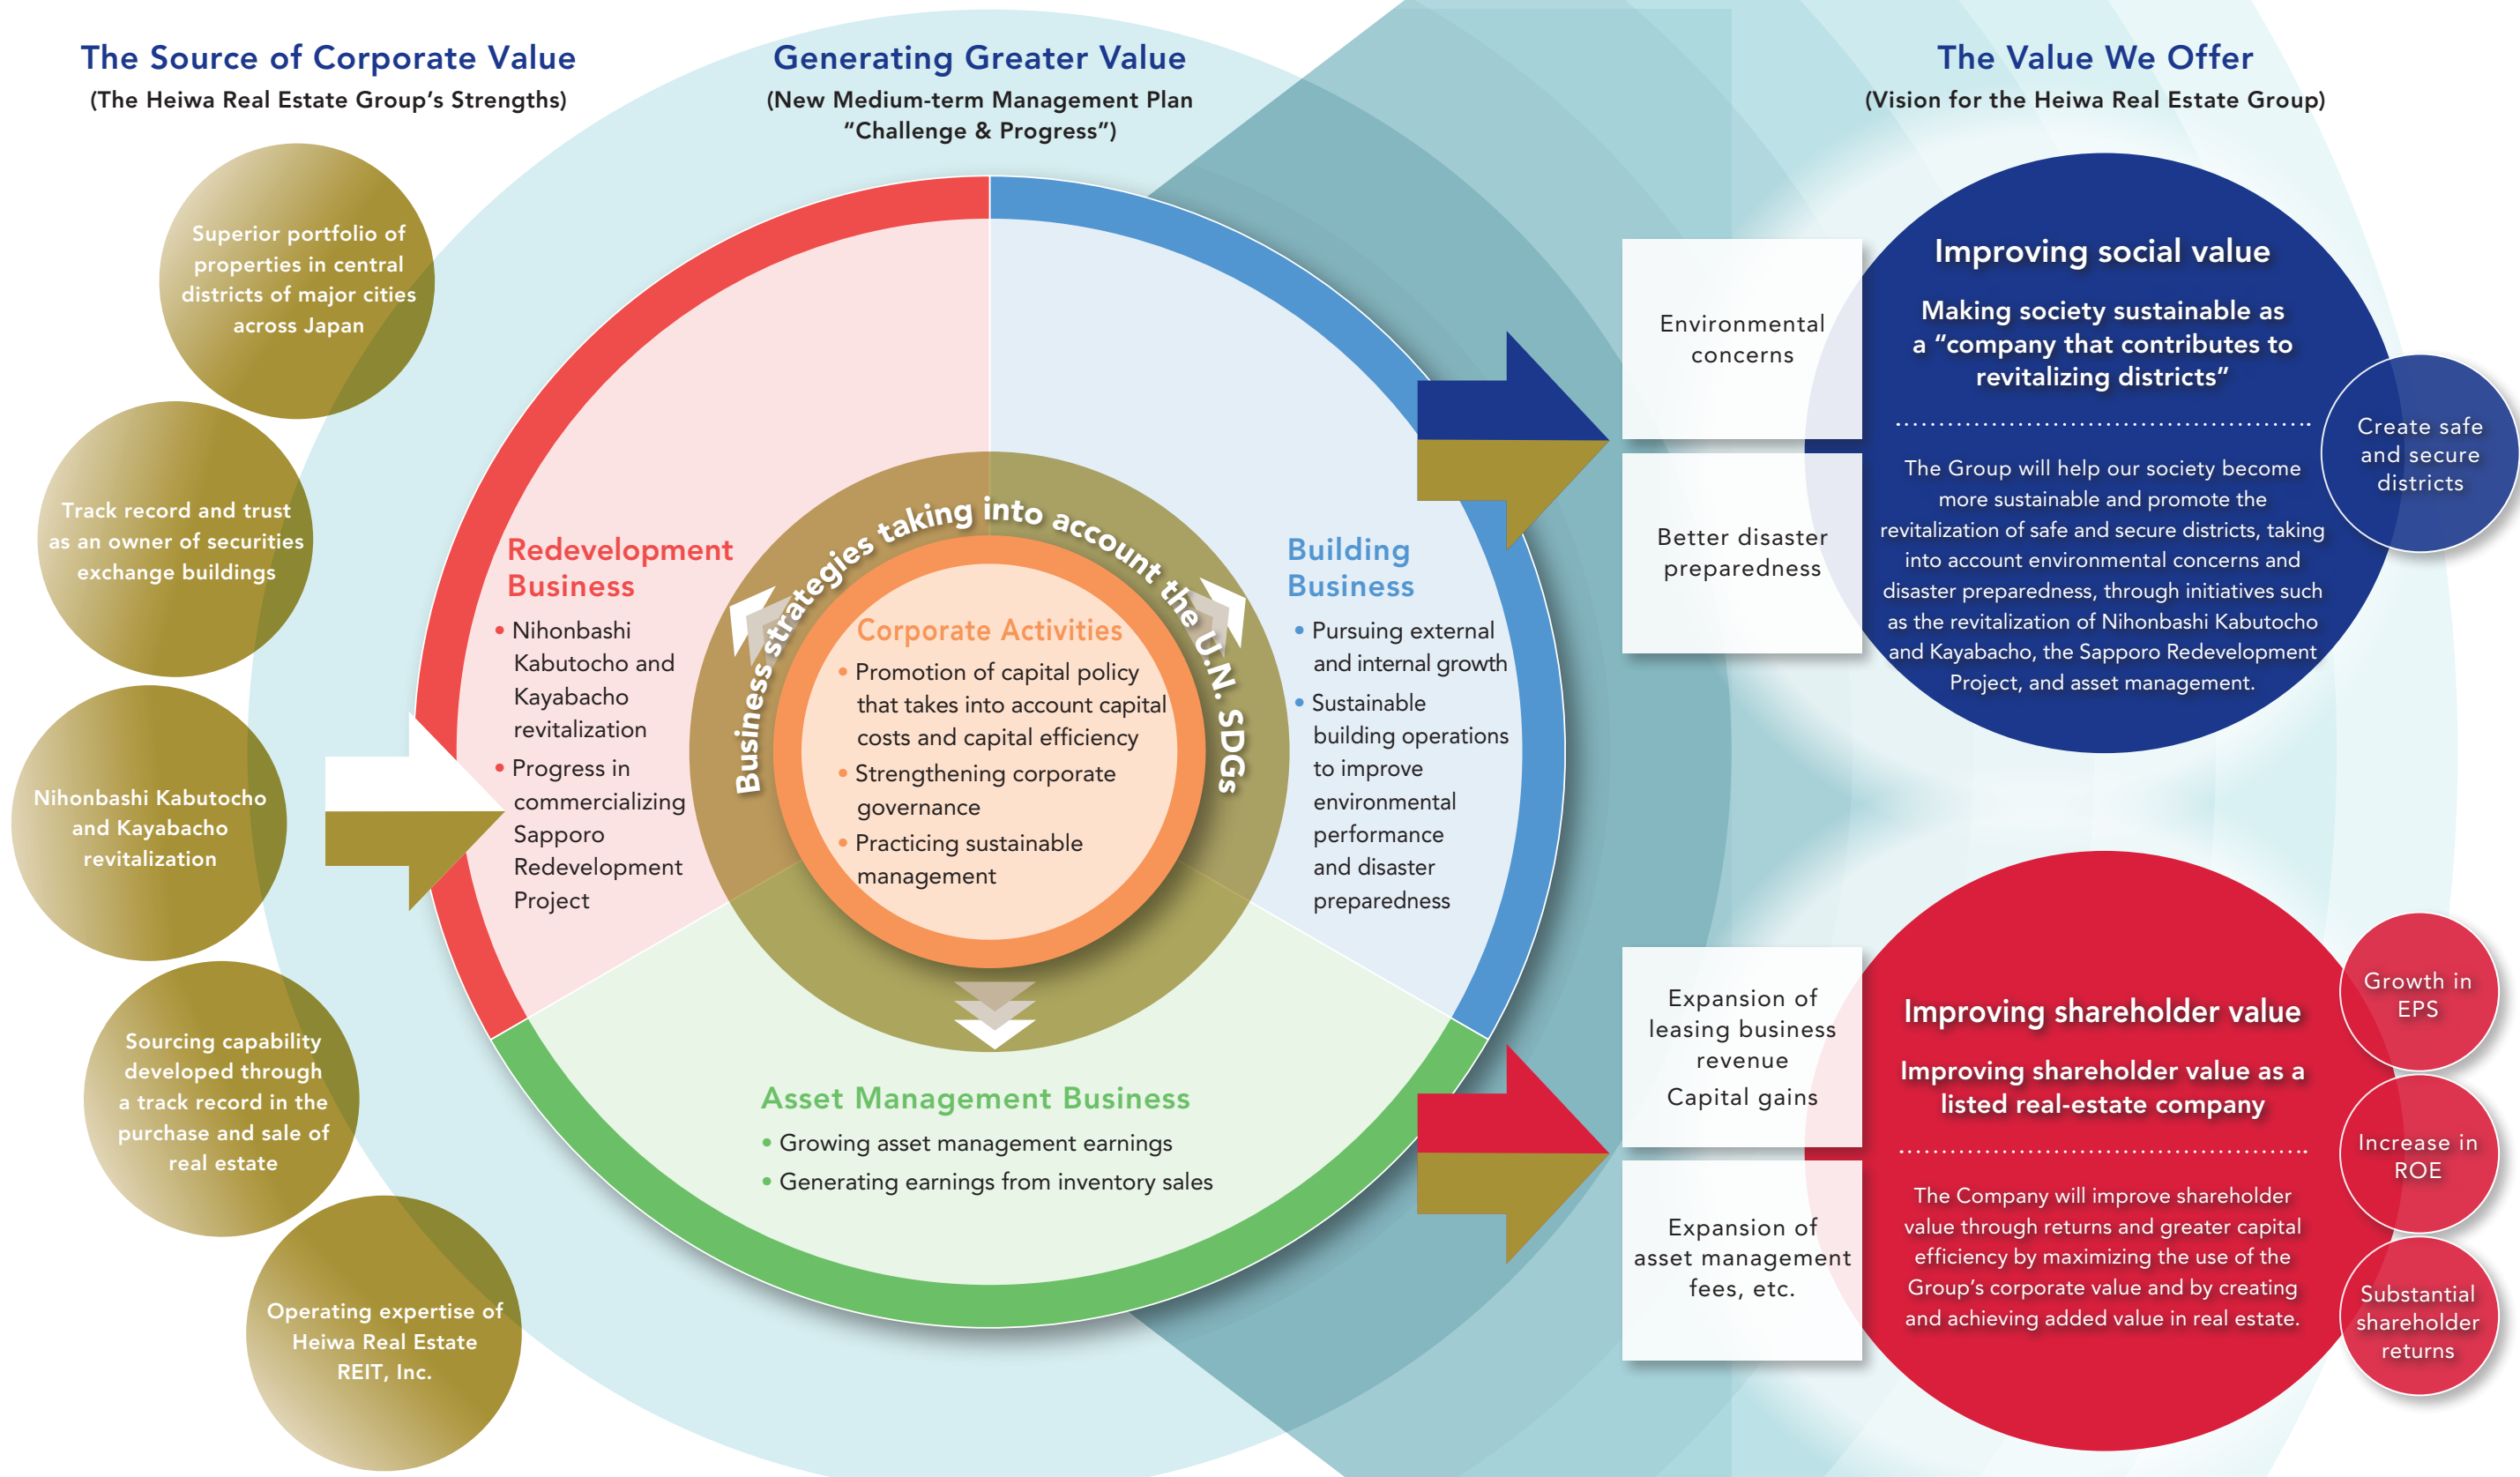 The Source of Corporate Value
(The Heiwa Real Estate Group's Strengths)
Superior portfolio of
properties in central
districts of major cities
across Japan
Track record and trust
as an owner of securities
exchange buildings
Nihonbashi Kabutocho
and Kayabacho
revitalization
Sourcing capability
developed through
a track record in the
purchase and sale of
real estate
Operating expertise of
Heiwa Real Estate
REIT, Inc.
Generating Greater Value
(New Medium-term Management Plan
"Challenge & Progress")
Redevelopment
Business
• Nihonbashi
Kabutocho and
Kayabacho
revitalization
• Progress in
commercializing
Sapporo
Redevelopment
Project
Business strategies taking into account the U.N. SDGs
Corporate Activities
• Promotion of capital policy
that takes into account capital
costs and capital efficiency
• Strengthening corporate
governance
• Practicing sustainable
management
Building
Business
• Pursuing external
and internal growth
• Sustainable
building operations
to improve
environmental
performance
and disaster
preparedness
Asset Management Business
• Growing asset management earnings
• Generating earnings from inventory sales
The Value We Offer
(Vision for the Heiwa Real Estate Group)
Environmental
concerns
Better disaster
preparedness
Improving social value
Making society sustainable as
a "company that contributes to
revitalizing districts"
The Group will help our society become
more sustainable and promote the
revitalization of safe and secure districts, taking
into account environmental concerns and
disaster preparedness, through initiatives such
as the revitalization of Nihonbashi Kabutocho
and Kayabacho, the Sapporo Redevelopment
Project, and asset management.
Create safe
and secure
districts
Expansion of
leasing business
revenue
Capital gains
Expansion of
asset management
fees, etc.
Improving shareholder value
Improving shareholder value as a
listed real-estate company
The Company will improve shareholder
value through returns and greater capital
efficiency by maximizing the use of the
Group's corporate value and by creating
and achieving added value in real estate.
Growth in
EPS
Increase in
ROE
Substantial
shareholder
returns